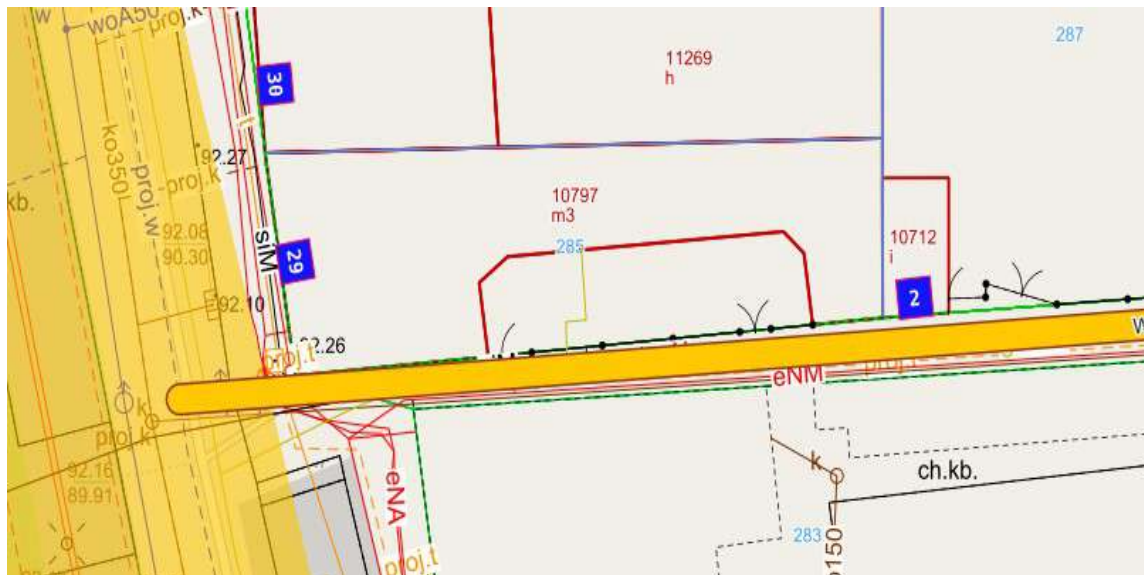 w
woA50
proj.k
287
11269
h
30
t
ko350
proj.w
92.27
proj.k
10797
m3
kb.
92.08
90.30
siM
29
285
10712
i
2
92.10
92.26
proj.t
w
eNM
k
proj.k
92.16
89.91
k
ch.kb.
eNA
283
proj.t